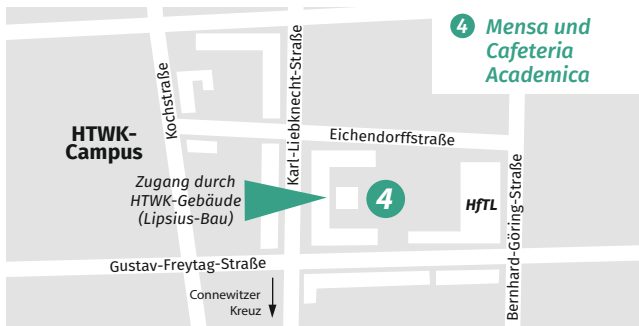 4 Mensa und
Cafeteria
Academica
Kochstraße
Karl-Liebknecht-Straße
Eichendorffstraße
HTWK-
Campus
Zugang durch
HTWK-Gebäude
(Lipsius-Bau)
4
HfTL
Bernhard-Göring-Straße
Gustav-Freytag-Straße
Connewitzer
Kreuz